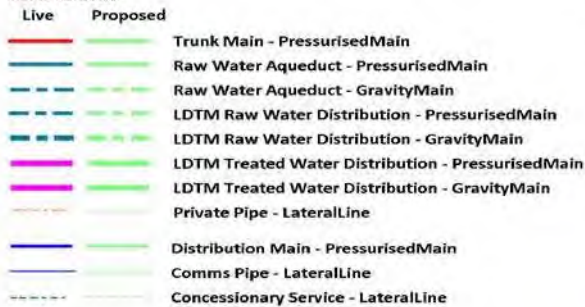 Live Proposed
Trunk Main - PressurisedMain
Raw Water Aqueduct - PressurisedMain
Raw Water Aqueduct - GravityMain
LDTM Raw Water Distribution - PressurisedMain
LDTM Raw Water Distribution - GravityMain
LDTM Treated Water Distribution - PressurisedMain
LDTM Treated Water Distribution - GravityMain
Private Pipe - LateralLine
Distribution Main - PressurisedMain
Comms Pipe - LateralLine
Concessionary Service - LateralLine